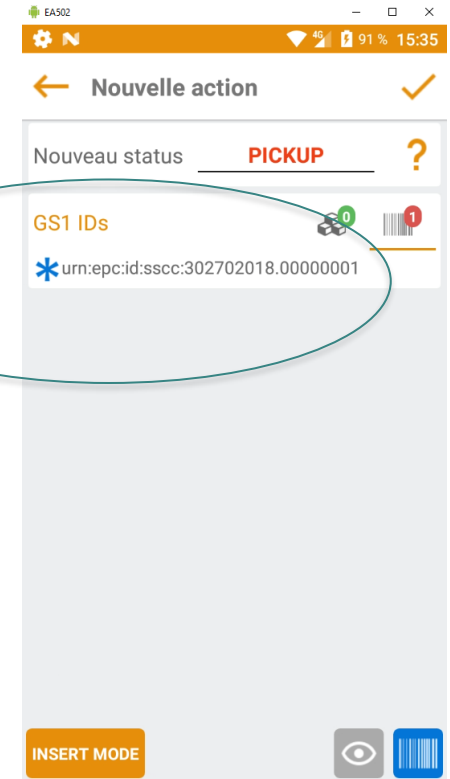 EA502
4G 91 % 15:35
Nouvelle action
Nouveau status PICKUP ?
GS1 IDs 0 1
*urn:epc:id:sscc:302702018.00000001
INSERT MODE